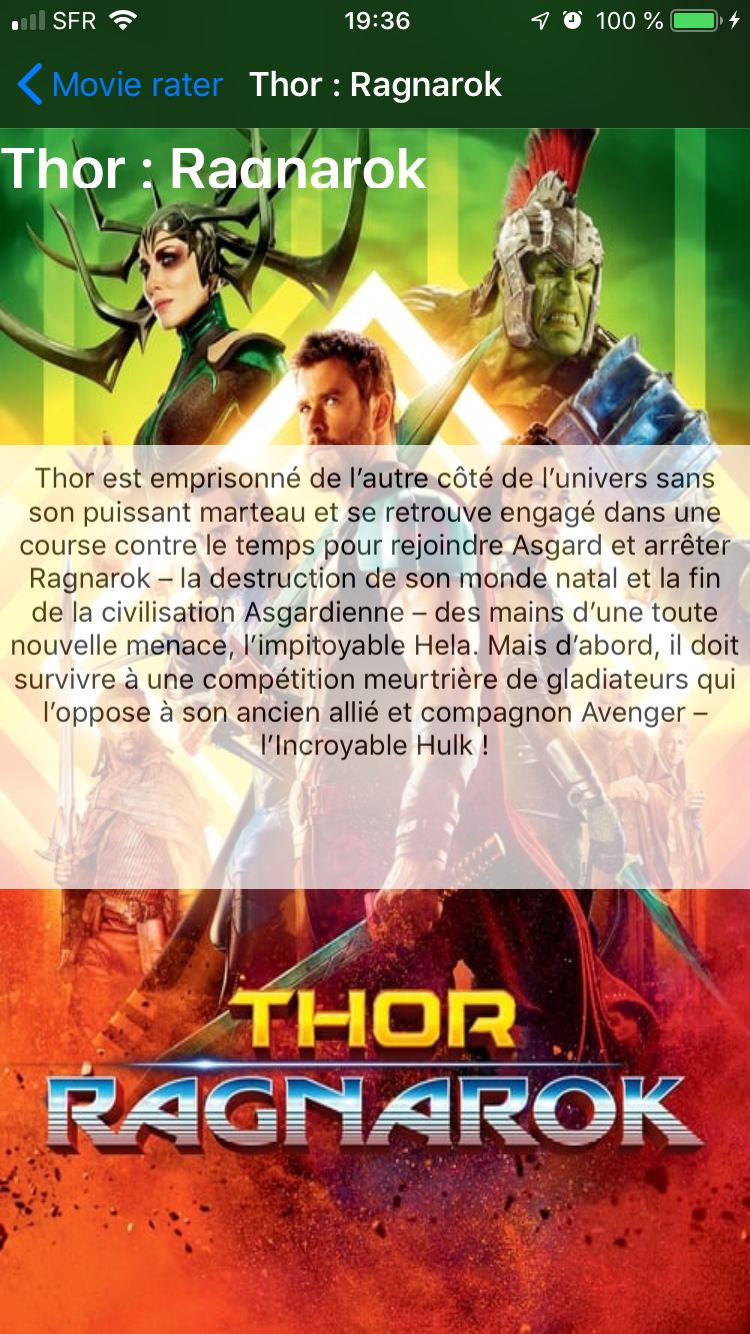 SFR 19:36 100 %
Movie rater Thor : Ragnarok
Thor : Ragnarok
Thor est emprisonné de l’autre côté de l’univers sans
son puissant marteau et se retrouve engagé dans une
course contre le temps pour rejoindre Asgard et arrêter
Ragnarok – la destruction de son monde natal et la fin
de la civilisation Asgardienne – des mains d’une toute
nouvelle menace, l’impitoyable Hela. Mais d’abord, il doit
survivre à une compétition meurtrière de gladiateurs qui
l’oppose à son ancien allié et compagnon Avenger –
l’Incroyable Hulk !
THOR
RAGNAROK